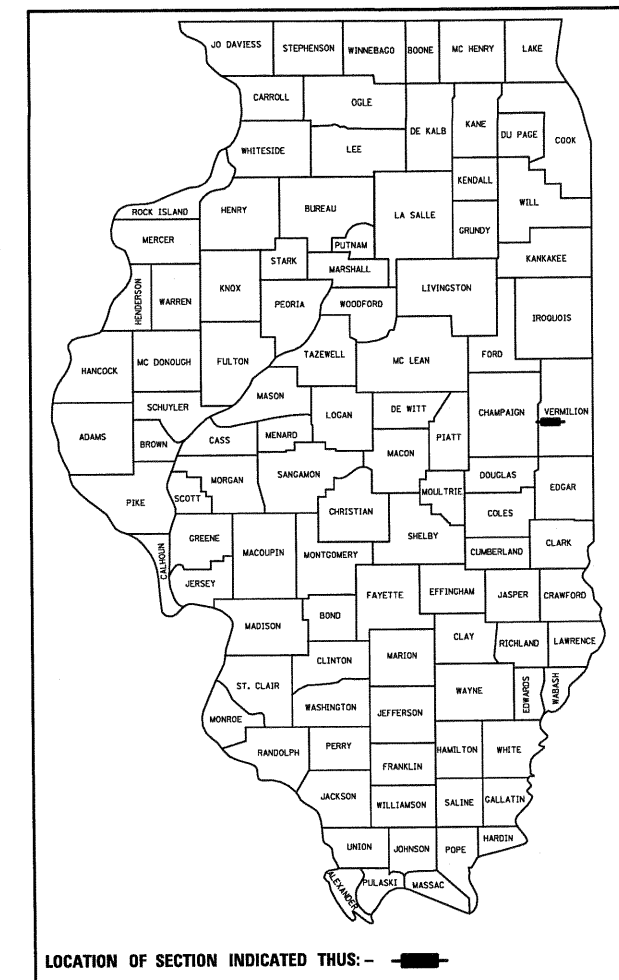 JO DAVIESS STEPHENSON WINNEBAGO BOONE MC HENRY LAKE
CARROLL OGLE DE KALB KANE DU PAGE COOK
WHITESIDE LEE
KENDALL
ROCK ISLAND HENRY BUREAU LA SALLE GRUNDY WILL
MERCER PUTNAM
STARK MARSHALL KANKAKEE
HENDERSON WARREN KNOX PEORIA WOODFORD LIVINGSTON IROQUOIS
HANCOCK MC DONOUGH FULTON TAZEWELL MC LEAN FORD
MASON
SCHUYLER LOGAN DE WITT CHAMPAIGN VERMILION
ADAMS BROWN CASS MENARD PIATT
MACON
MORGAN SANGAMON DOUGLAS EDGAR
PIKE SCOTT CHRISTIAN MOULTRIE COLES
GREENE MACOUPIN MONTGOMERY SHELBY CUMBERLAND CLARK
CALHOUN JERSEY
FAYETTE EFFINGHAM JASPER CRAWFORD
MADISON BOND
CLAY RICHLAND LAWRENCE
CLINTON MARION
ST. CLAIR WAYNE EDWARDS WABASH
WASHINGTON JEFFERSON
MONROE
RANDOLPH PERRY HAMILTON WHITE
FRANKLIN
JACKSON WILLIAMSON SALINE GALLATIN
UNION JOHNSON POPE HARDIN
ALEXANDER PULASKI MASSAC
LOCATION OF SECTION INDICATED THUS: -